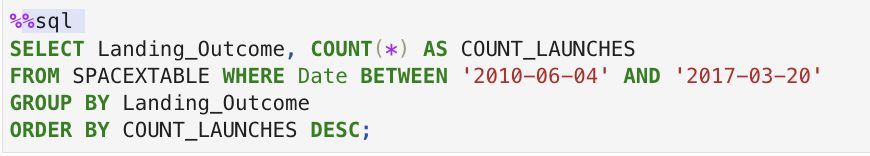 %%sql
SELECT Landing_Outcome, COUNT(*) AS COUNT_LAUNCHES
FROM SPACEXTABLE WHERE Date BETWEEN '2010-06-04' AND '2017-03-20'
GROUP BY Landing_Outcome
ORDER BY COUNT_LAUNCHES DESC;